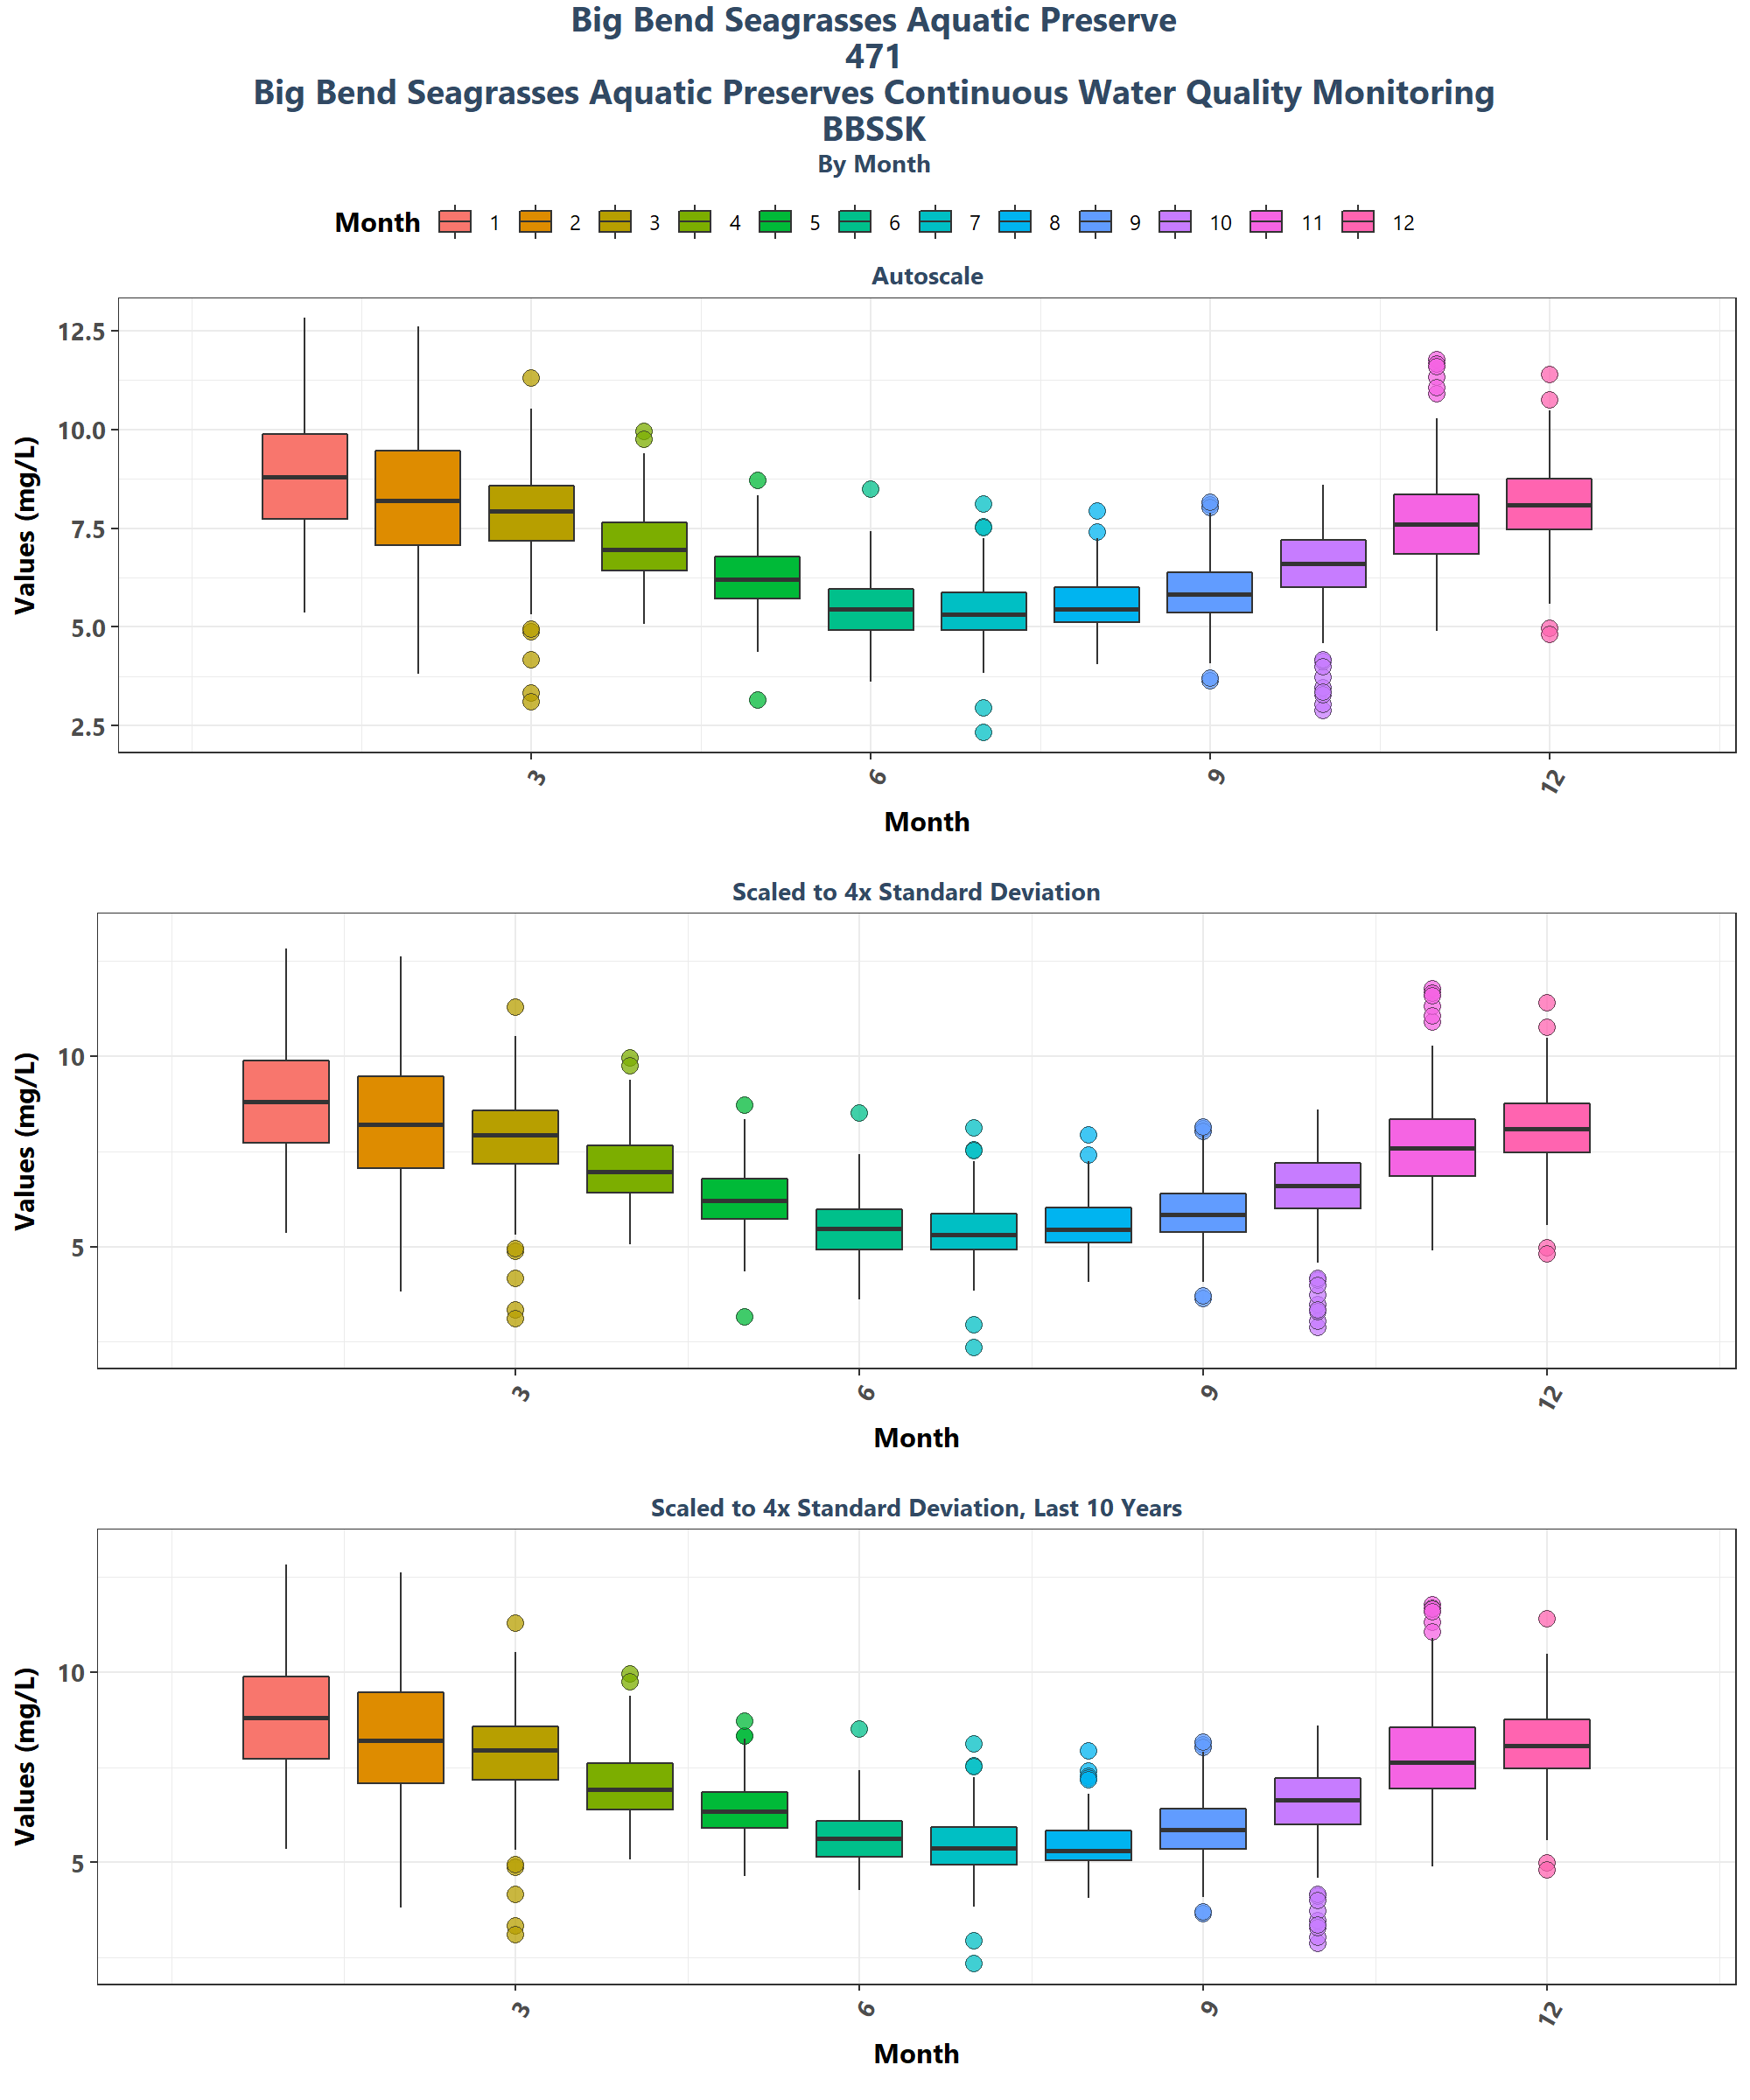 Big Bend Seagrasses Aquatic Preserve
471
Big Bend Seagrasses Aquatic Preserves Continuous Water Quality Monitoring
BBSSK
By Month
Month 1 2 3 4 5 6 7 8 9 10 11 12
Autoscale
Values (mg/L)
12.5
10.0
7.5
5.0
2.5
3 6 9 12
Month
Scaled to 4x Standard Deviation
Values (mg/L)
10
5
3 6 9 12
Month
Scaled to 4x Standard Deviation, Last 10 Years
Values (mg/L)
10
5
3 6 9 12
Month